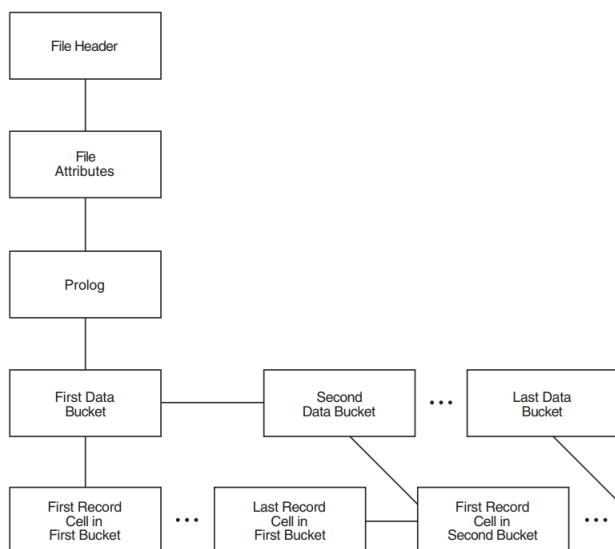 File Header
File
Attributes
Prolog
First Data
Bucket
Second
Data Bucket
•••
Last Data
Bucket
First Record
Cell in
First Bucket
•••
Last Record
Cell in
First Bucket
First Record
Cell in
Second Bucket
•••